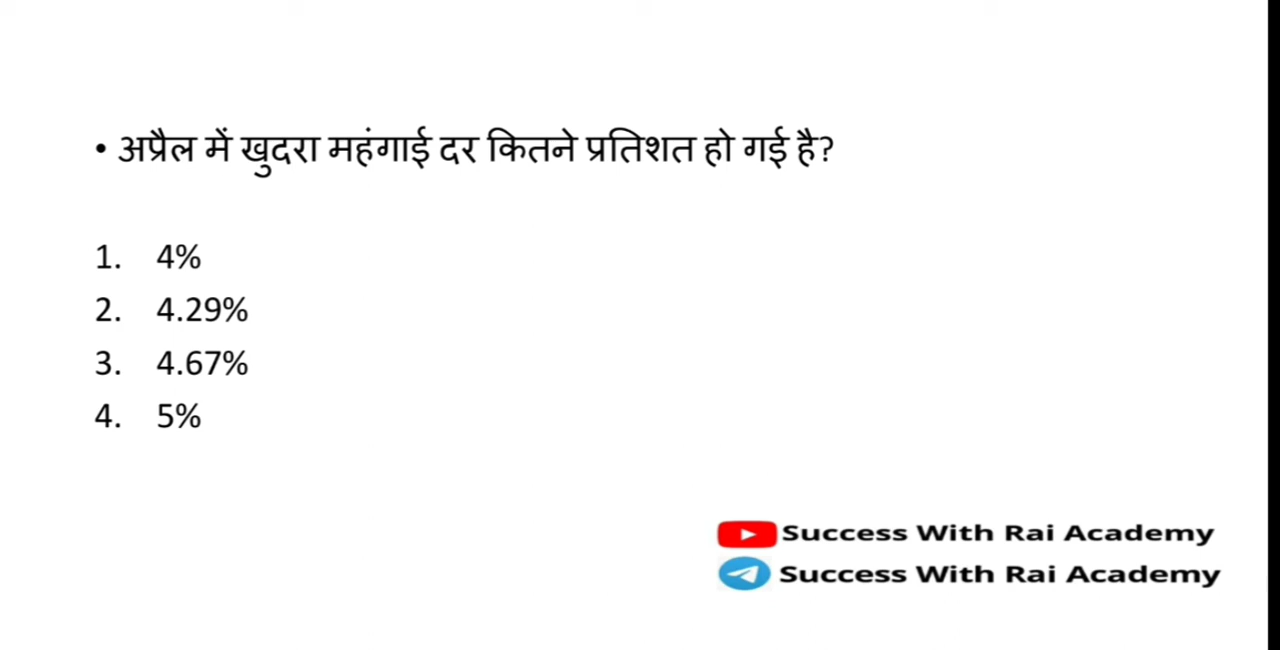 • अप्रैल में खुदरा महंगाई दर कितने प्रतिशत हो गई है?
1. 4%
2. 4.29%
3. 4.67%
4. 5%
Success With Rai Academy
Success With Rai Academy